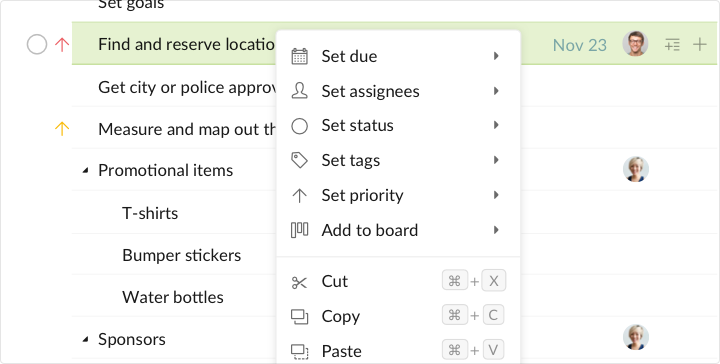 Set goals
Find and reserve locatio
Nov 23
Get city or police approv
Measure and map out th
Promotional items
T-shirts
Bumper stickers
Water bottles
Sponsors
Set due
Set assignees
Set status
Set tags
Set priority
Add to board
Cut ⌘ + X
Copy ⌘ + C
Paste ⌘ + V